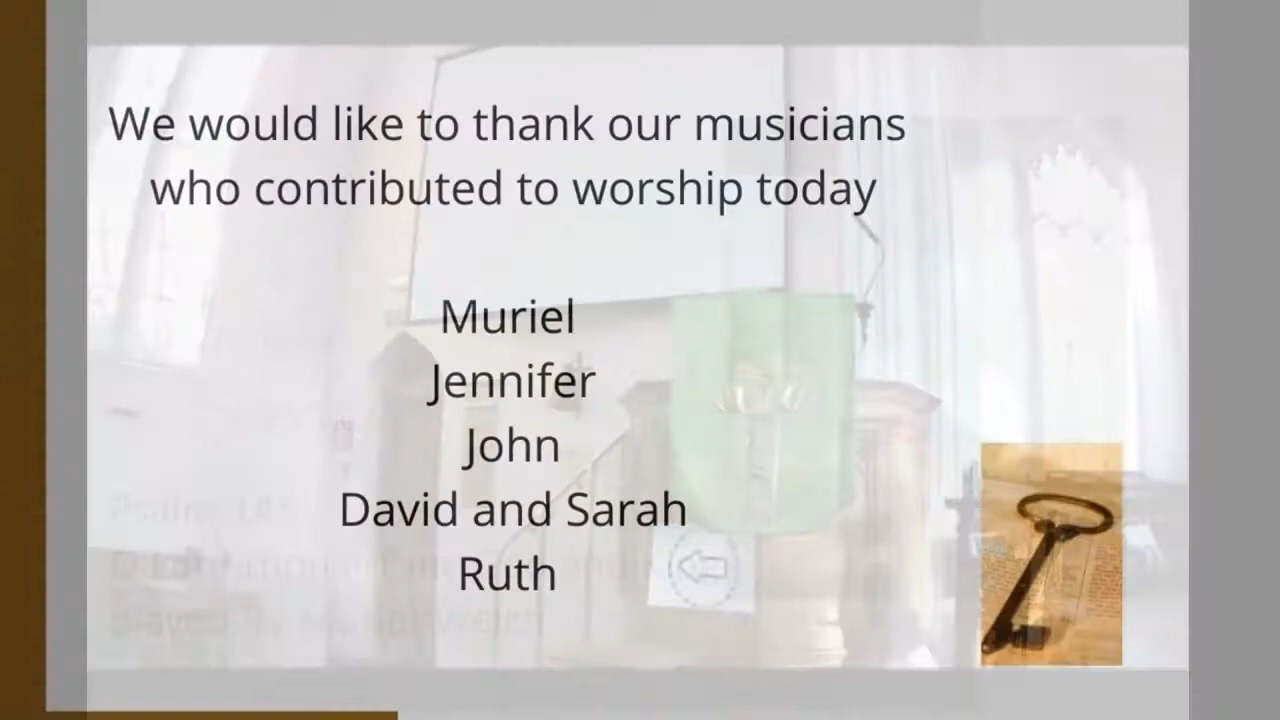 We would like to thank our musicians
who contributed to worship today
Muriel
Jennifer
John
David and Sarah
Ruth